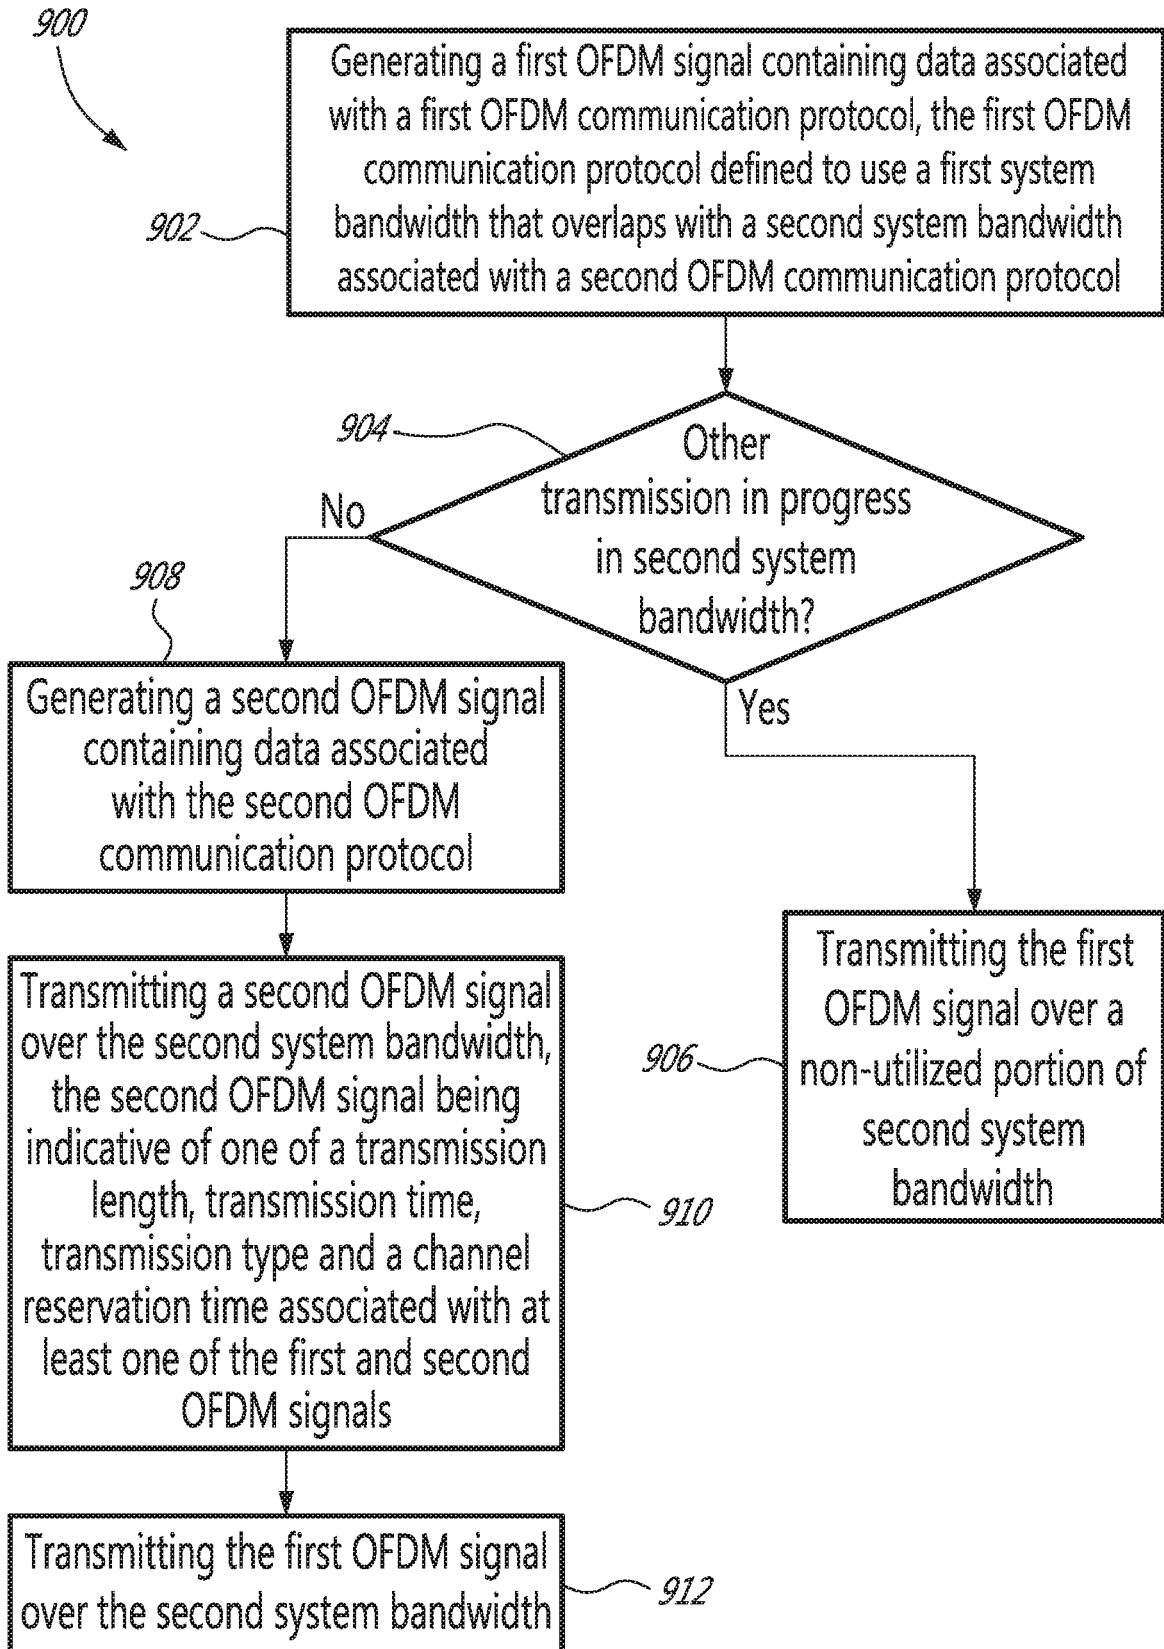 900
Generating a first OFDM signal containing data associated
with a first OFDM communication protocol, the first OFDM
communication protocol defined to use a first system
bandwidth that overlaps with a second system bandwidth
associated with a second OFDM communication protocol
902
904
Other
transmission in progress
in second system
bandwidth?
No
Yes
908
Generating a second OFDM signal
containing data associated
with the second OFDM
communication protocol
Transmitting the first
OFDM signal over a
non-utilized portion of
second system
bandwidth
906
Transmitting a second OFDM signal
over the second system bandwidth,
the second OFDM signal being
indicative of one of a transmission
length, transmission time,
transmission type and a channel
reservation time associated with at
least one of the first and second
OFDM signals
910
Transmitting the first OFDM signal
over the second system bandwidth
912